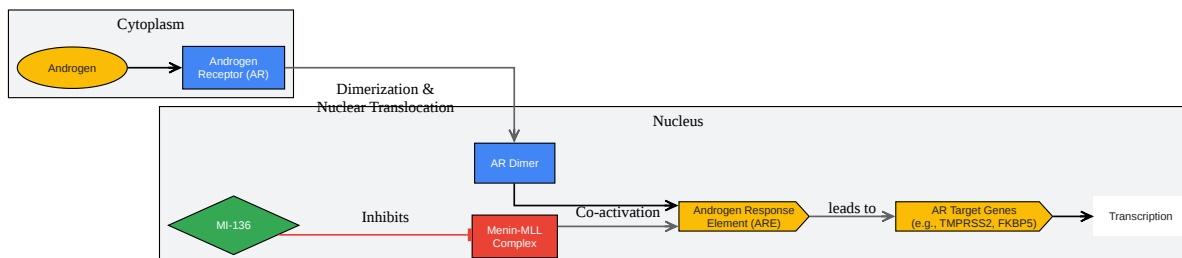 Cytoplasm
Androgen
Androgen
Receptor (AR)
Dimerization &
Nuclear Translocation
Nucleus
AR Dimer
MI-136
Inhibits
Menin-MLL
Complex
Co-activation
Androgen Response
Element (ARE)
leads to
AR Target Genes
(e.g., TMPRSS2, FKBP5)
Transcription